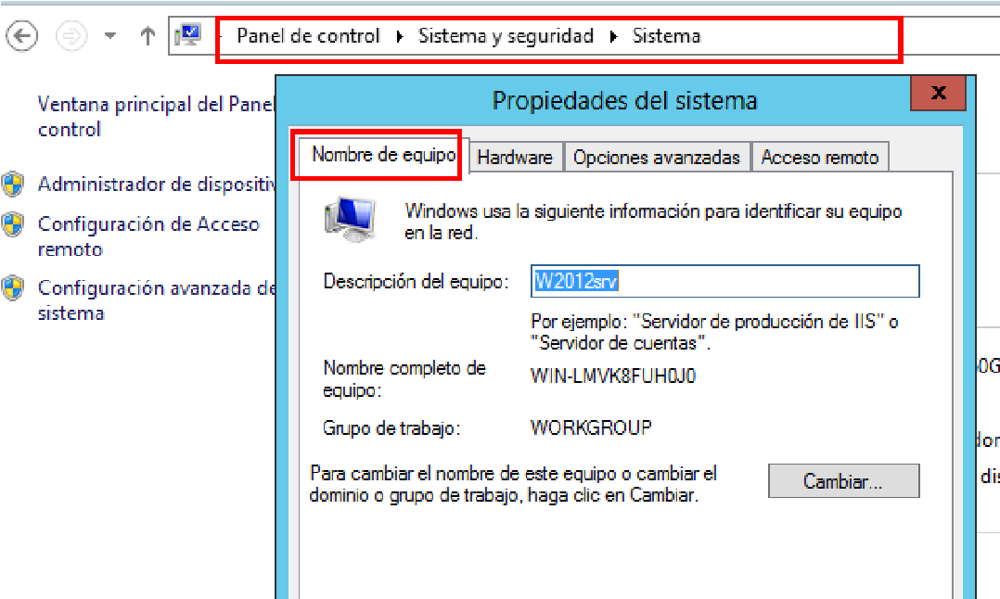 Panel de control Sistema y seguridad Sistema
Ventana principal del Panel
control
Administrador de
Configuración de Acceso
remoto
Configuración avanzada de
sistema
Propiedades del sistema
x
Nombre de equipo Hardware Opciones avanzadas Acceso remoto
Windows usa la siguiente información para identificar su equipo
en la red.
Descripción del equipo: W2012srv
Por ejemplo: "Servidor de producción de IIS" o
"Servidor de cuentas".
Nombre completo de
equipo:
WIN-LMVK8FUH0J0
Grupo de trabajo: WORKGROUP
Para cambiar el nombre de este equipo o cambiar el
dominio o grupo de trabajo, haga clic en Cambiar.
Cambiar...